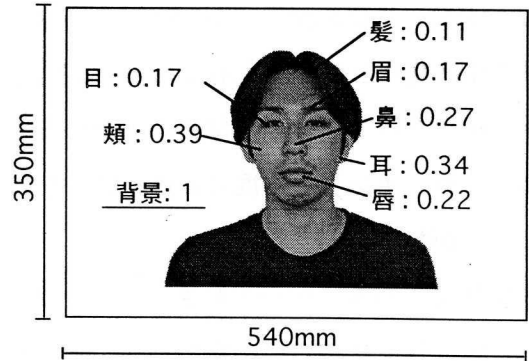 髪 : 0.11
目 : 0.17
眉 : 0.17
鼻 : 0.27
頬 : 0.39
耳 : 0.34
背景: 1
唇 : 0.22
350mm
540mm